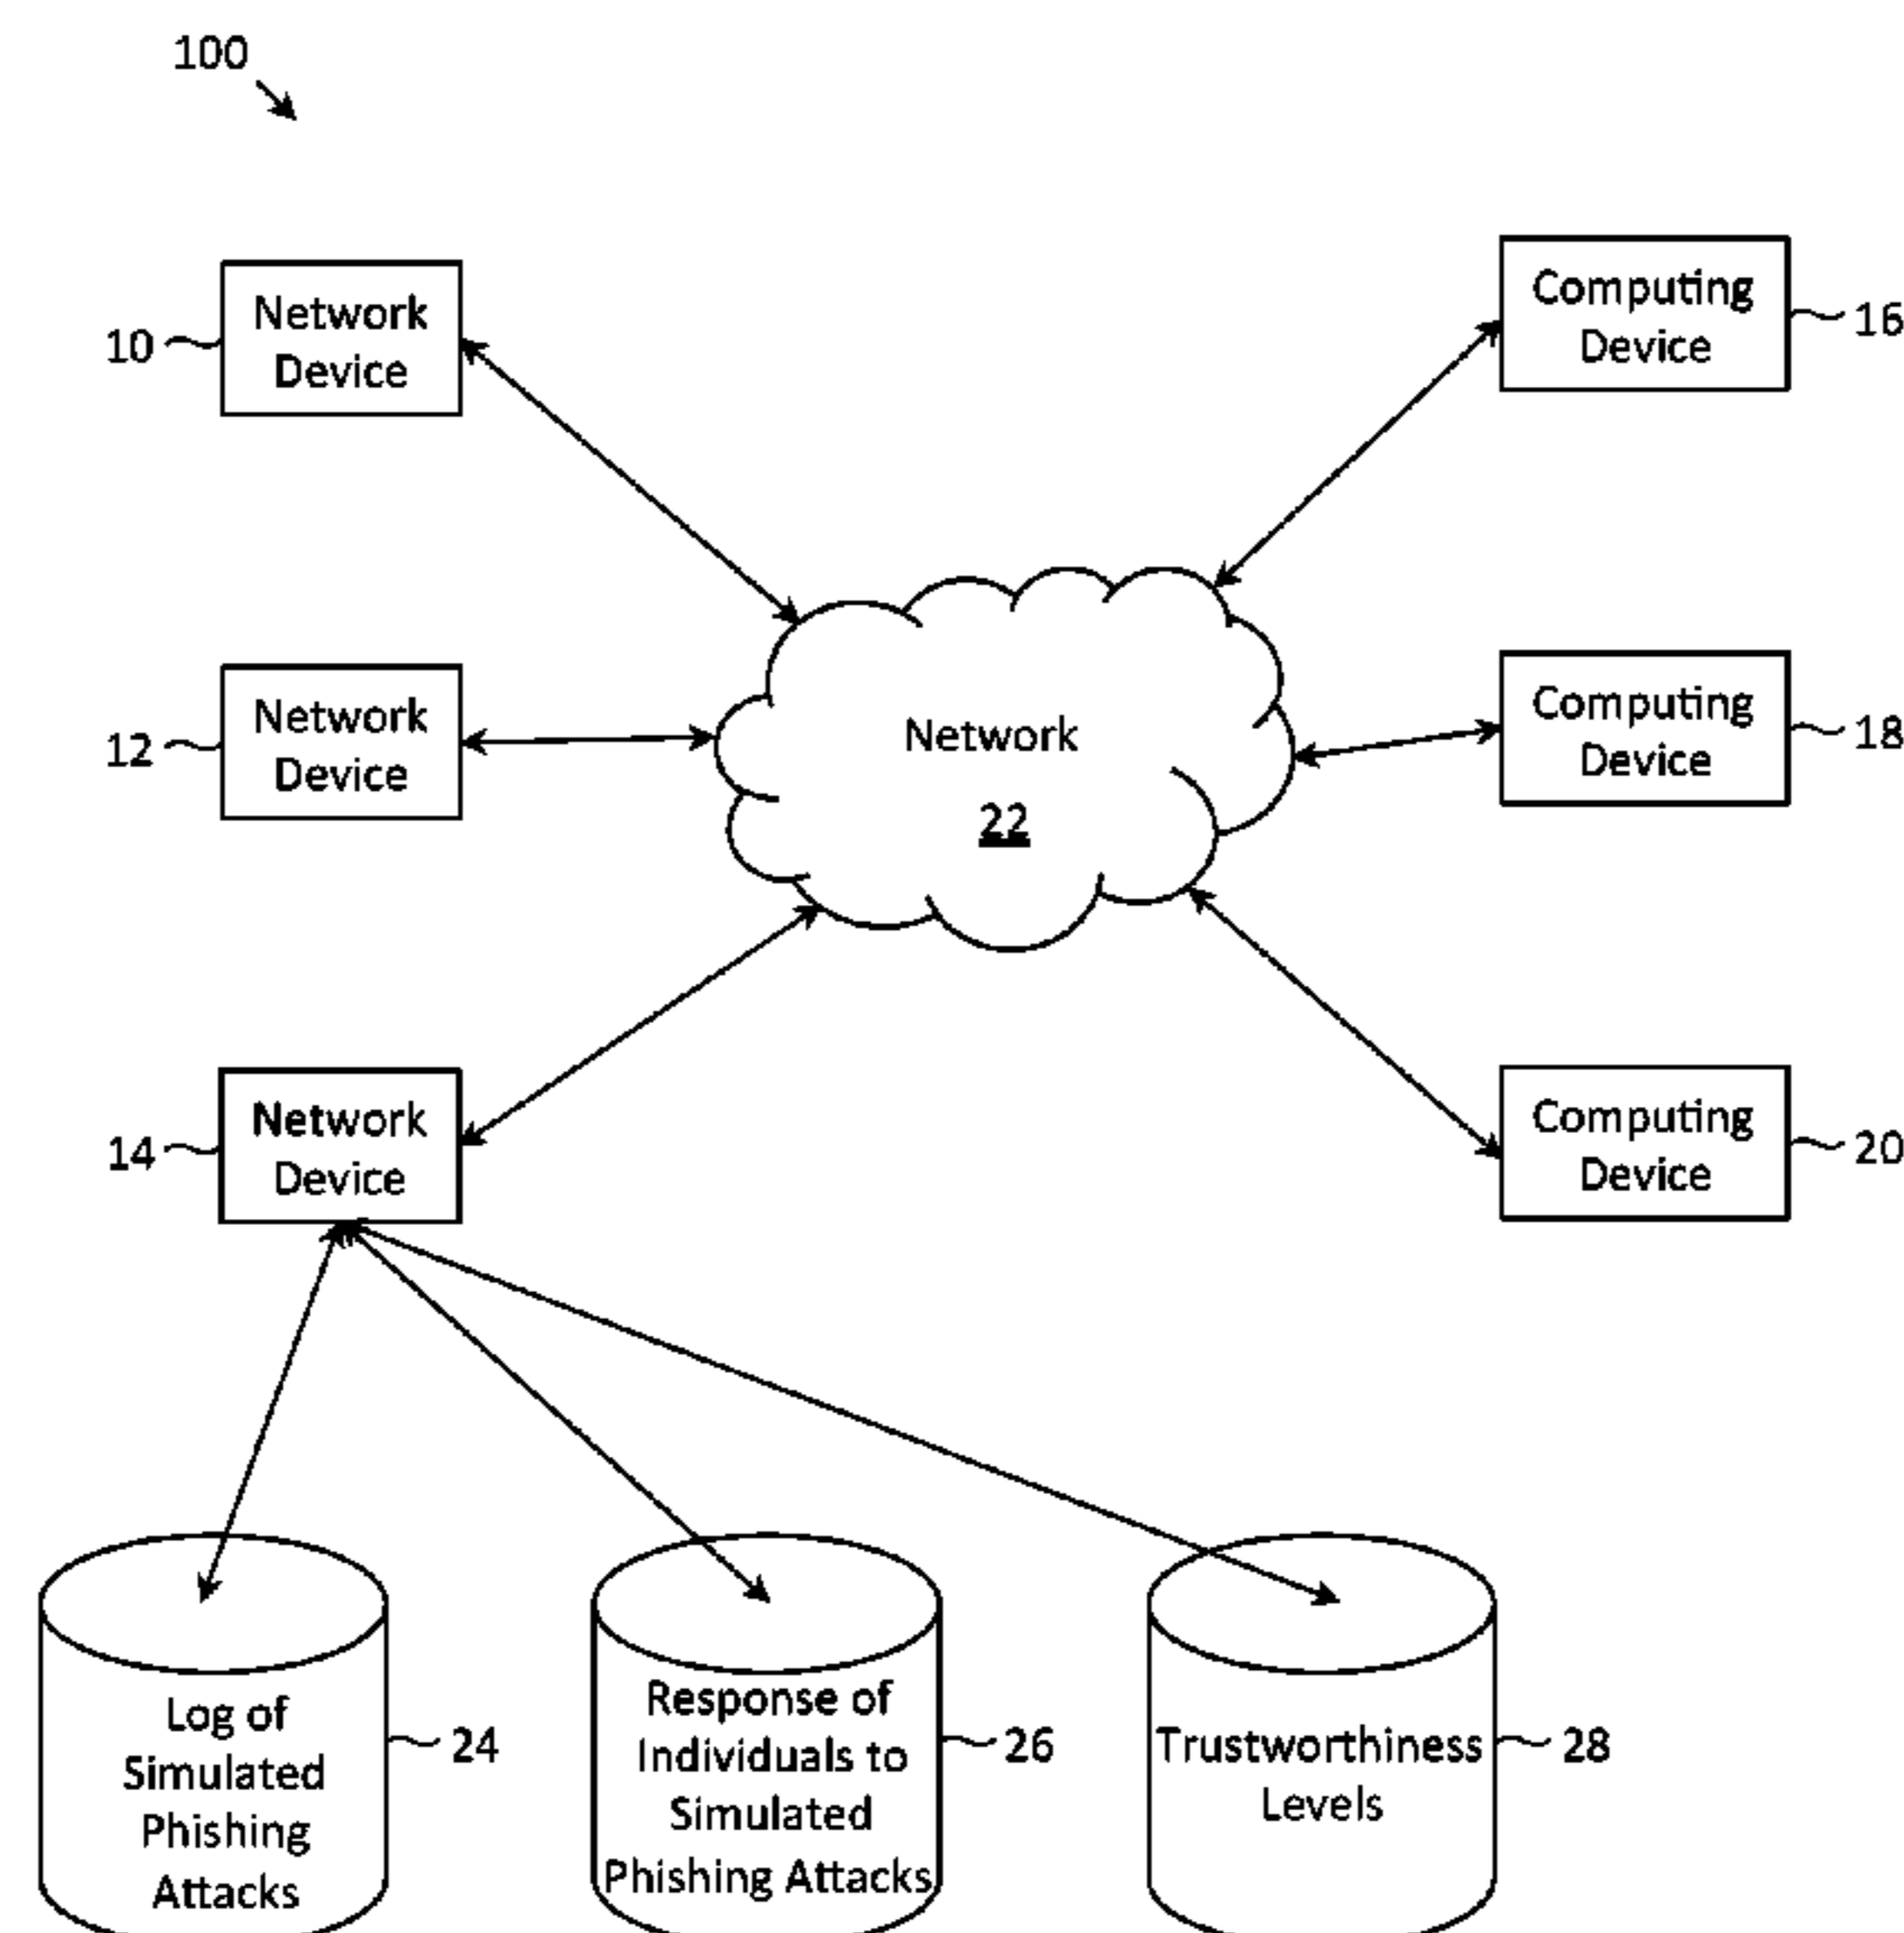 100
Network
Device
10
Computing
Device
16
Network
Device
12
Network
22
Computing
Device
18
Network
Device
14
Computing
Device
20
Log of
Simulated
Phishing
Attacks
24
Response of
Individuals to
Simulated
Phishing Attacks
26
Trustworthiness
Levels
28